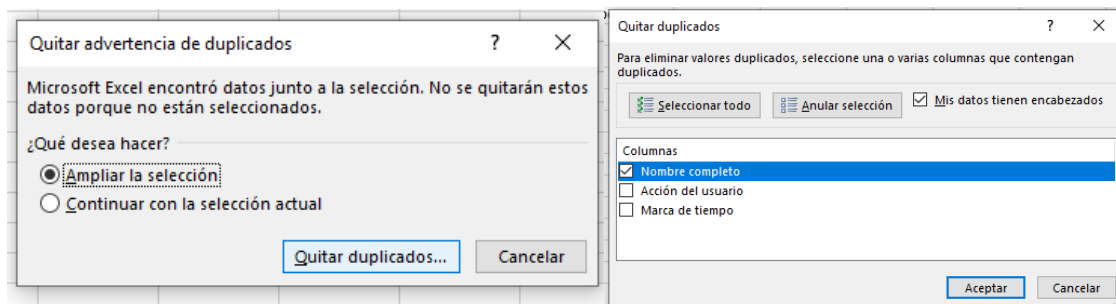 Quitar advertencia de duplicados
?
X
Microsoft Excel encontró datos junto a la selección. No se quitarán estos
datos porque no están seleccionados.
¿Qué desea hacer?
Ampliar la selección
Continuar con la selección actual
Quitar duplicados...
Cancelar
Quitar duplicados
?
X
Para eliminar valores duplicados, seleccione una o varias columnas que contengan
duplicados.
Seleccionar todo
Anular selección
Mis datos tienen encabezados
Columnas
Nombre completo
Acción del usuario
Marca de tiempo
Aceptar
Cancelar